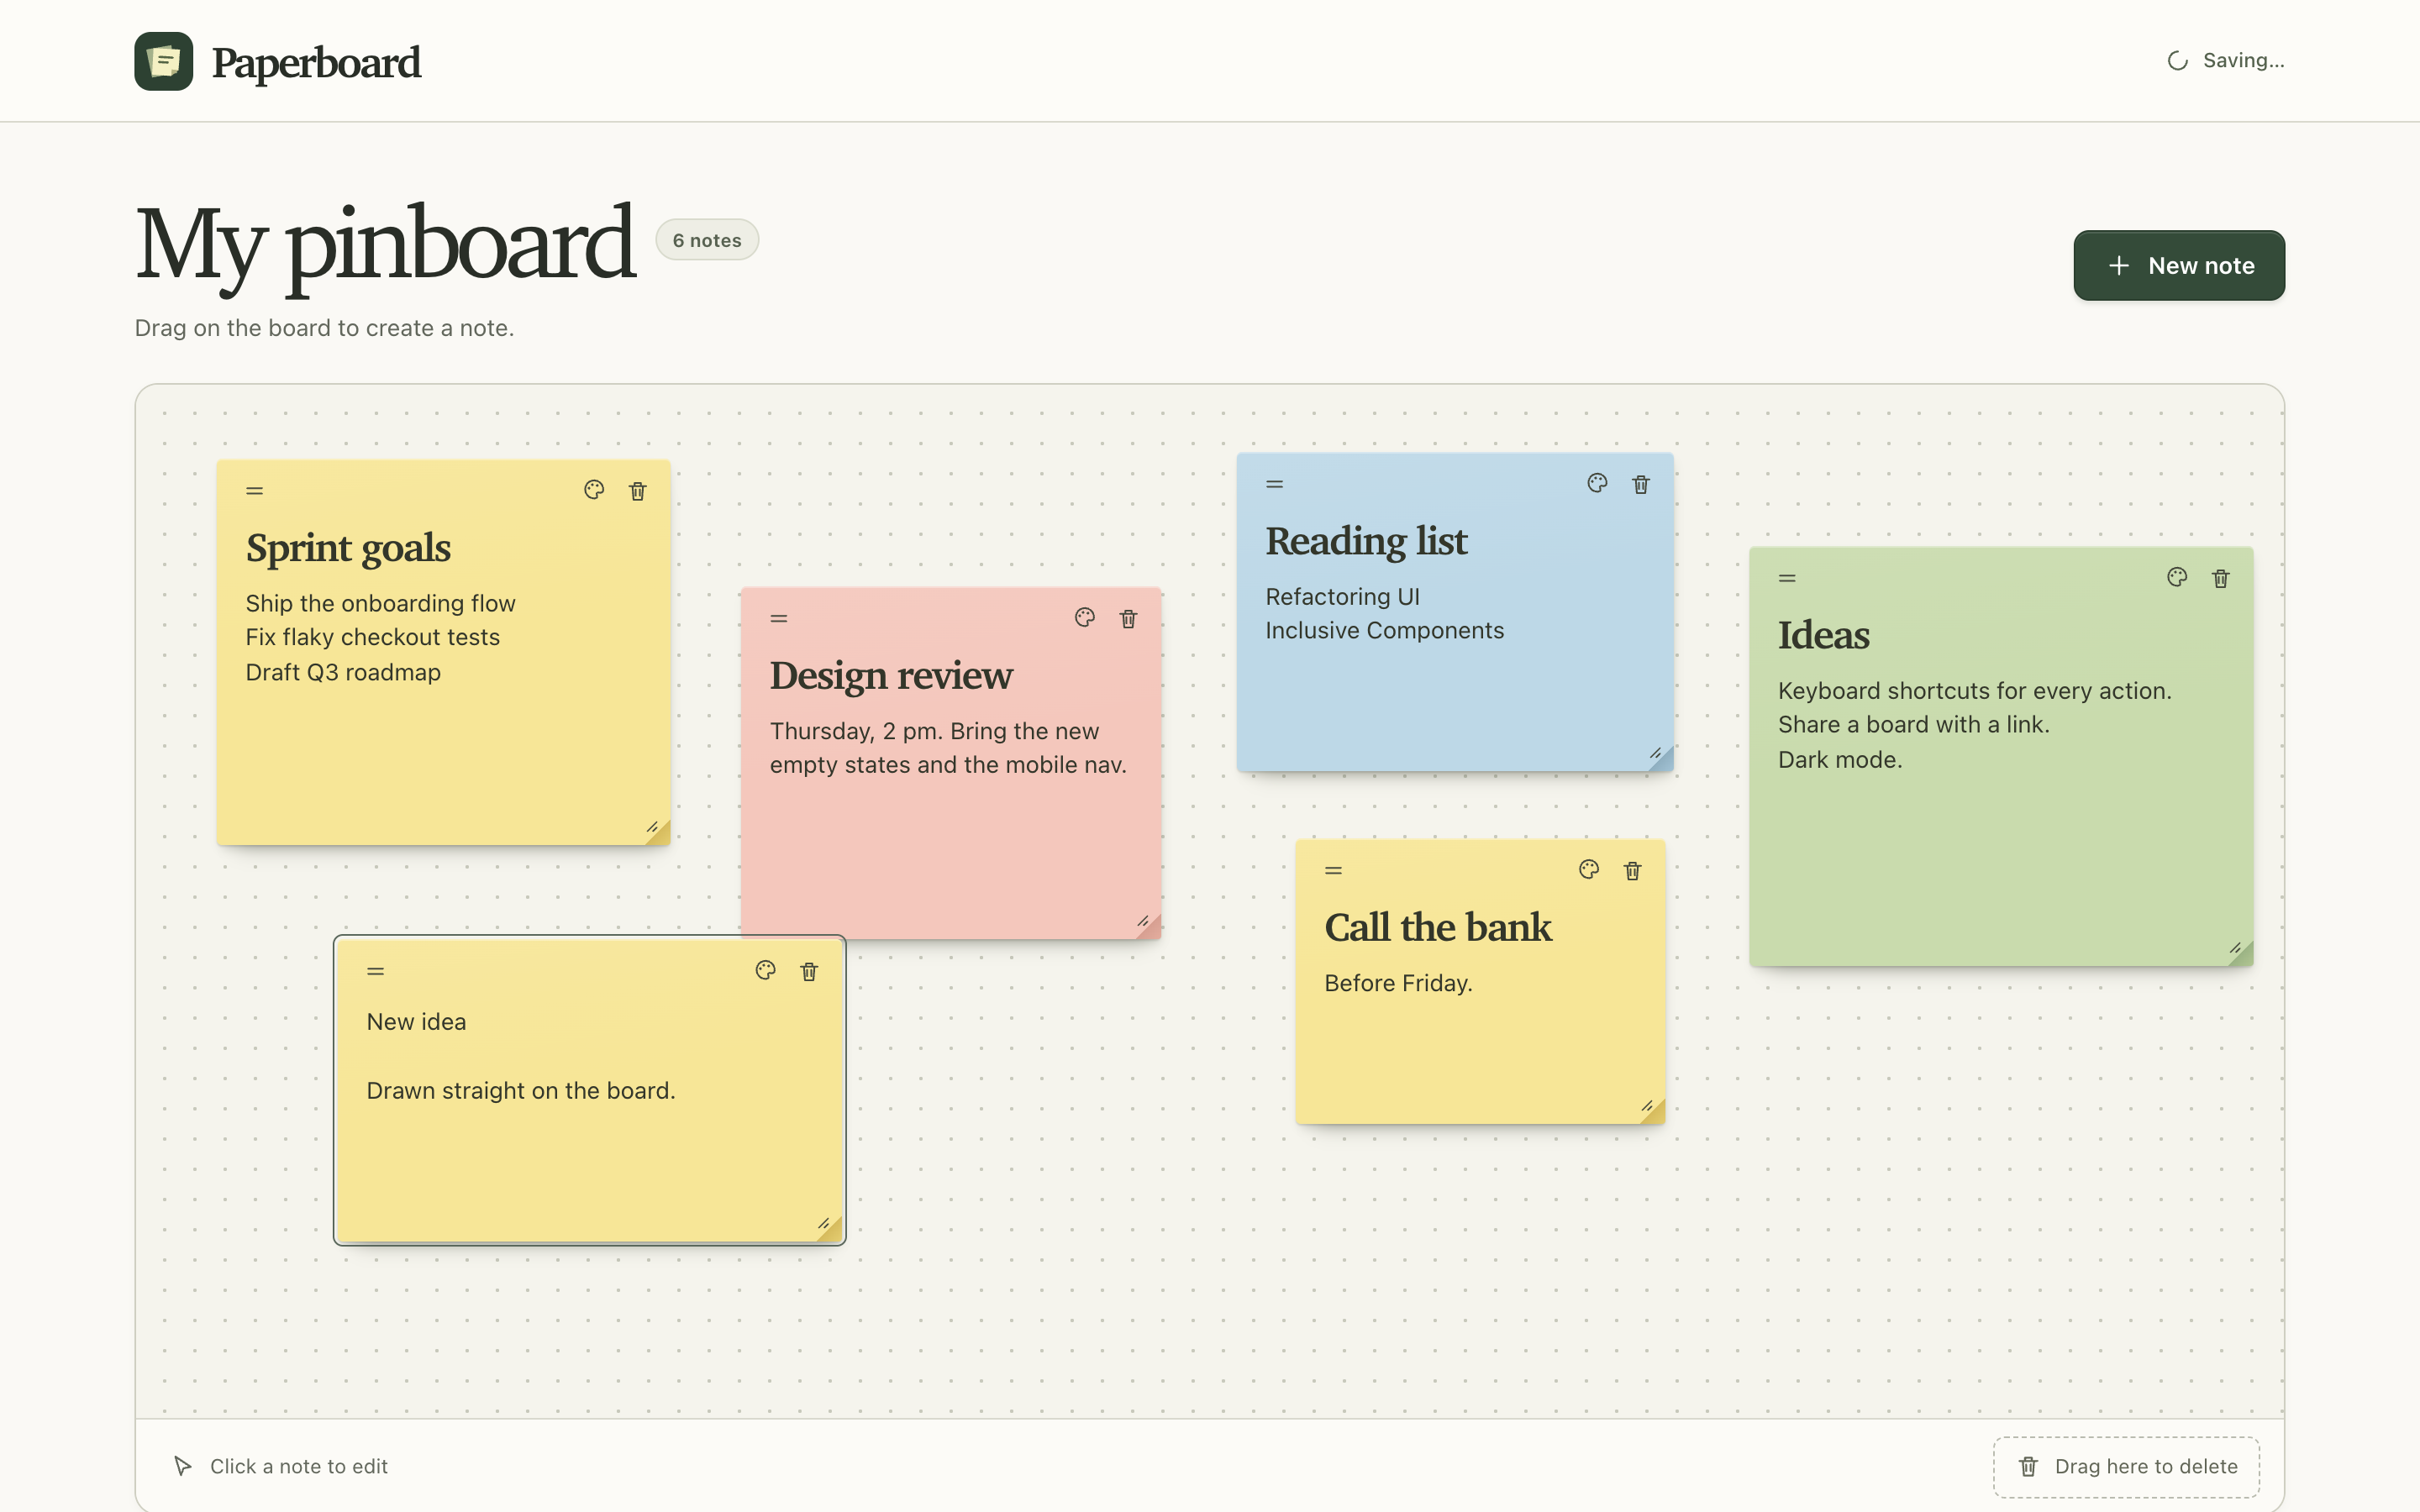 Paperboard
Saving...
My pinboard
6 notes
New note
Drag on the board to create a note.
Sprint goals
Ship the onboarding flow
Fix flaky checkout tests
Draft Q3 roadmap
Design review
Thursday, 2 pm. Bring the new
empty states and the mobile nav.
Reading list
Refactoring UI
Inclusive Components
Ideas
Keyboard shortcuts for every action.
Share a board with a link.
Dark mode.
Call the bank
Before Friday.
New idea
Drawn straight on the board.
Click a note to edit
Drag here to delete